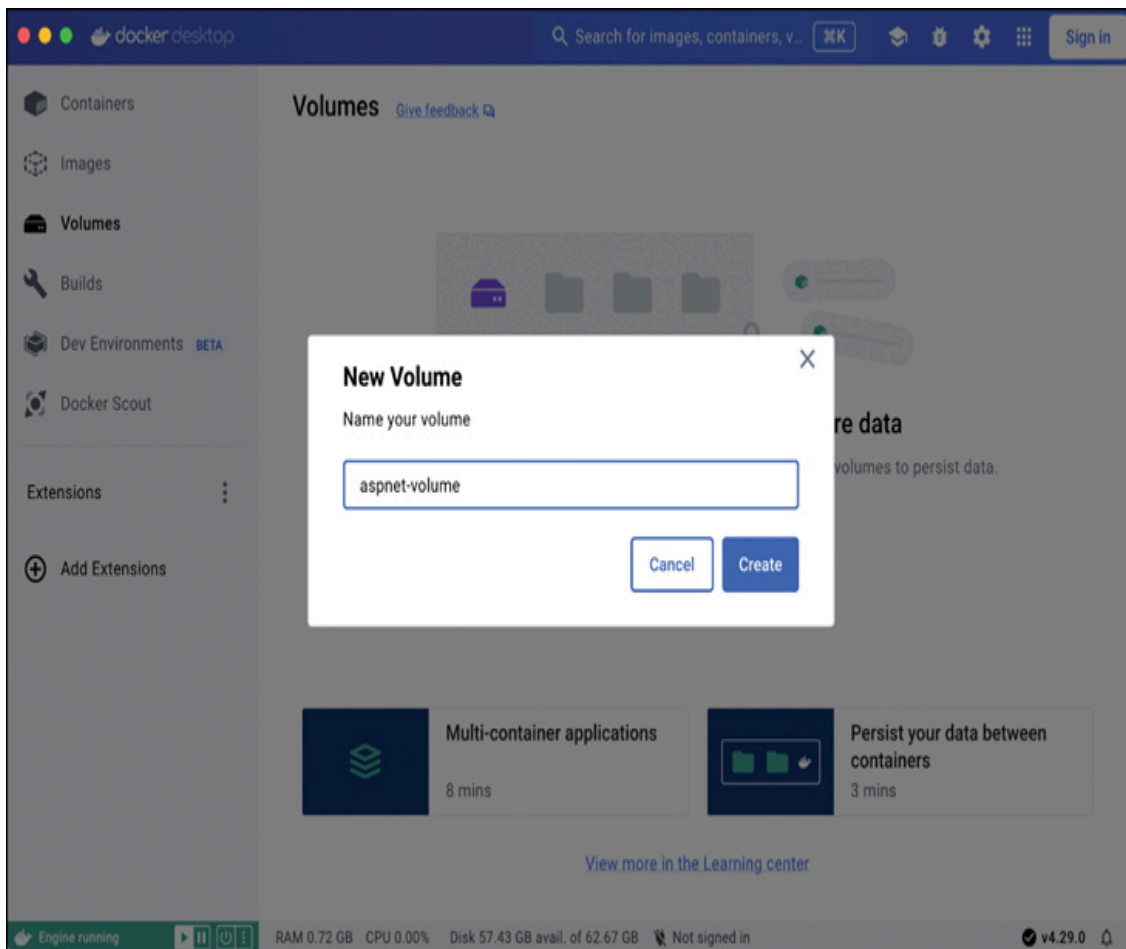 docker desktop
Search for images, containers, v...
⌘K
Sign in
Containers
Images
Volumes
Builds
Dev Environments BETA
Docker Scout
Extensions
Add Extensions
Volumes Give feedback
New Volume
Name your volume
aspnet-volume
Cancel
Create
re data
volumes to persist data.
Multi-container applications
8 mins
Persist your data between
containers
3 mins
View more in the Learning center
Engine running
RAM 0.72 GB CPU 0.00% Disk 57.43 GB avail. of 62.67 GB Not signed in
v4.29.0